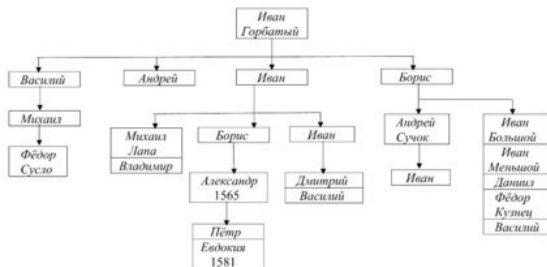 Иван
Горбатый
Василий
Андрей
Иван
Борис
Михаил
Фёдор
Сусло
Михаил
Лапа
Владимир
Борис
Иван
Александр
1565
Дмитрий
Василий
Пётр
Евдокия
1581
Андрей
Сучок
Иван
Иван
Большой
Иван
Меньшой
Даниил
Фёдор
Кузнец
Василий